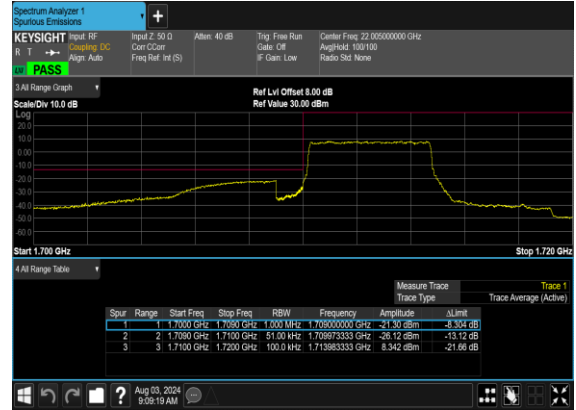 Spectrum Analyzer 1
Spurious Emissions
+
KEYSIGHT Input: RF
R T Coupling: DC
Align: Auto
LM PASS
Input Z: 50 Ω
Corr CCorr
Freq Ref: Int (S)
Atten: 40 dB
Trig: Free Run
Gate: Off
IF Gain: Low
Center Freq: 22.005000000 GHz
Avg|Hold: 100/100
Radio Std: None
3 All Range Graph
Ref Lvl Offset 8.00 dB
Scale/Div 10.0 dB Ref Value 30.00 dBm
Log
20.0
10.0
0.00
-10.0
-20.0
-30.0
-40.0
-50.0
-60.0
Start 1.700 GHz Stop 1.720 GHz
4 All Range Table
Measure Trace Trace 1
Trace Type Trace Average (Active)
Spur Range Start Freq Stop Freq RBW Frequency Amplitude ΔLimit
1 1 1.7000 GHz 1.7090 GHz 1.000 MHz 1.709000000 GHz -21.30 dBm -8.304 dB
2 2 1.7090 GHz 1.7100 GHz 51.00 kHz 1.709973333 GHz -26.12 dBm -13.12 dB
3 3 1.7100 GHz 1.7200 GHz 100.0 kHz 1.713983333 GHz 8.342 dBm -21.66 dB
? Aug 03, 2024
9:09:19 AM